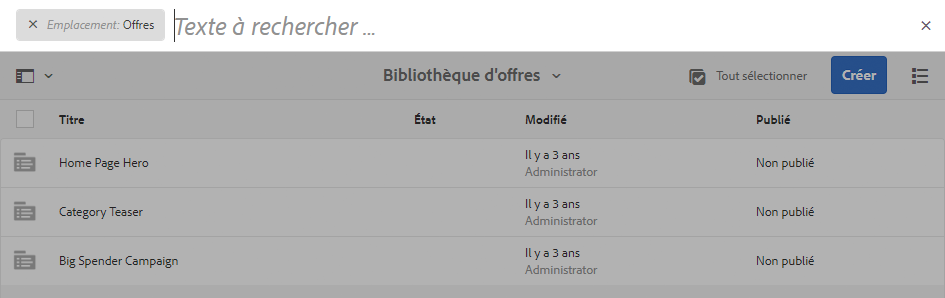 Emplacement: Offres Texte à rechercher ...
Bibliothèque d'offres Tout sélectionner Créer
Titre État Modifié Publié
Home Page Hero Il y a 3 ans Non publié
Administrator
Category Teaser Il y a 3 ans Non publié
Administrator
Big Spender Campaign Il y a 3 ans Non publié
Administrator